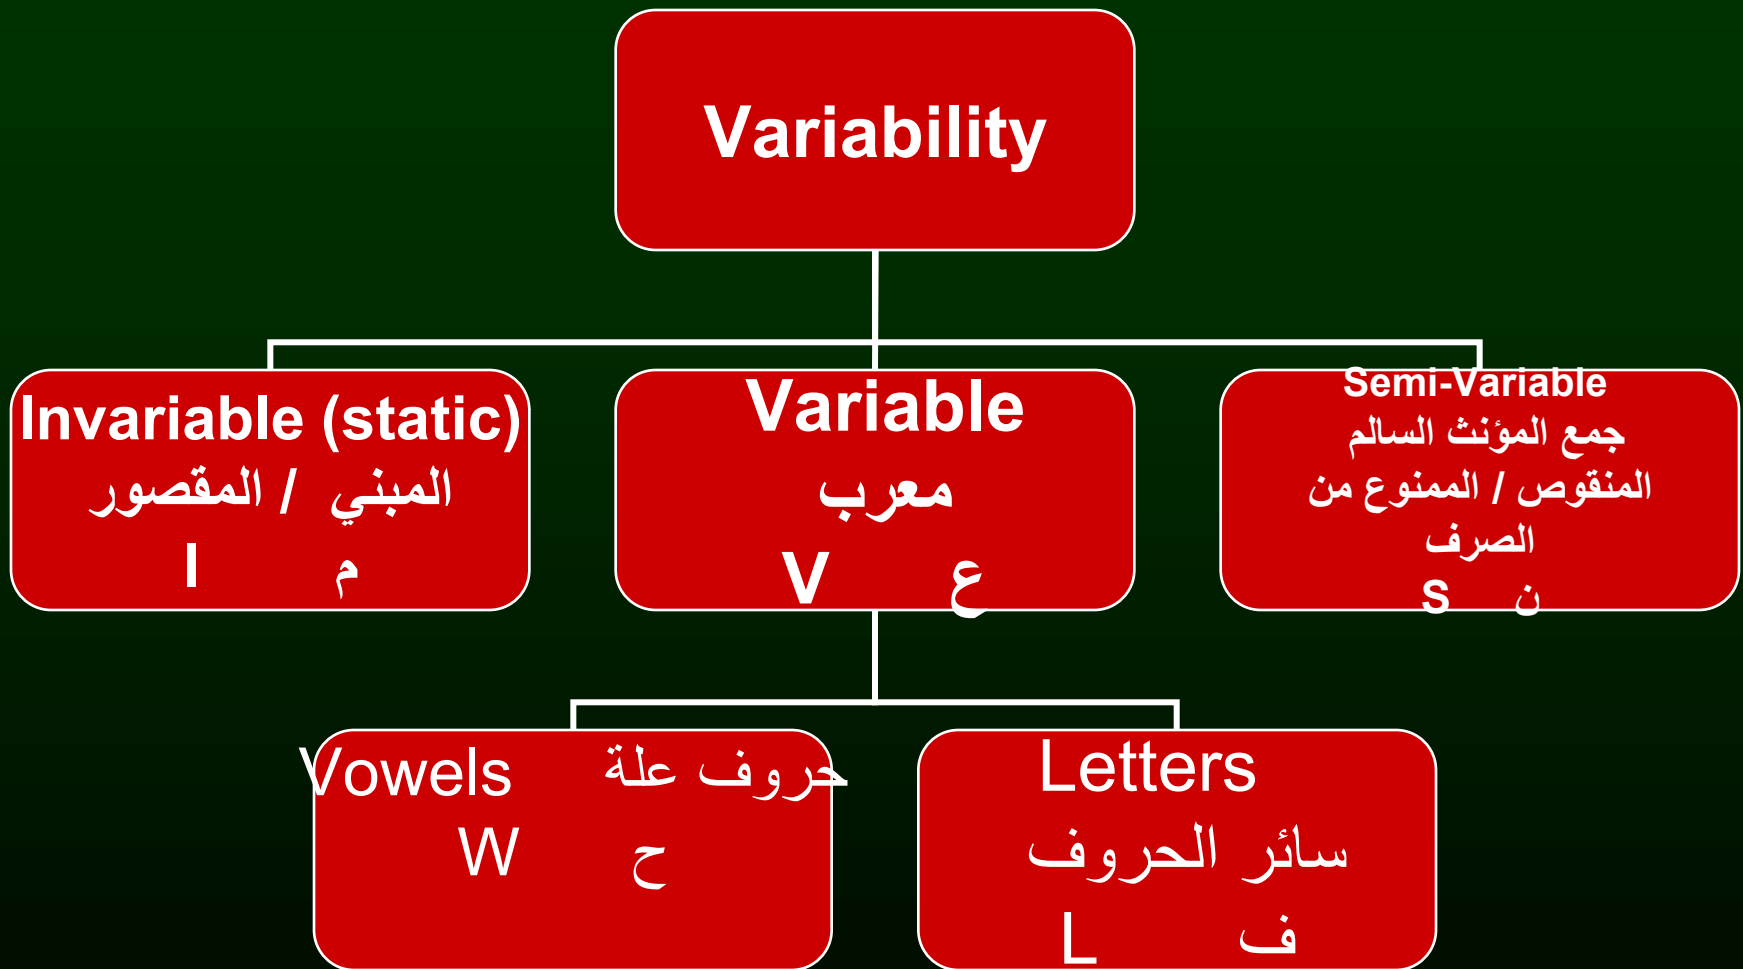 Variability
Invariable (static)
المبني / المقصور
م I
Variable
معرب
ع V
Semi-Variable
جمع المؤنث السالم
المنقوص / الممنوع من
الصرف
ن S
Vowels حروف علة
ح W
Letters
سائر الحروف
ف L